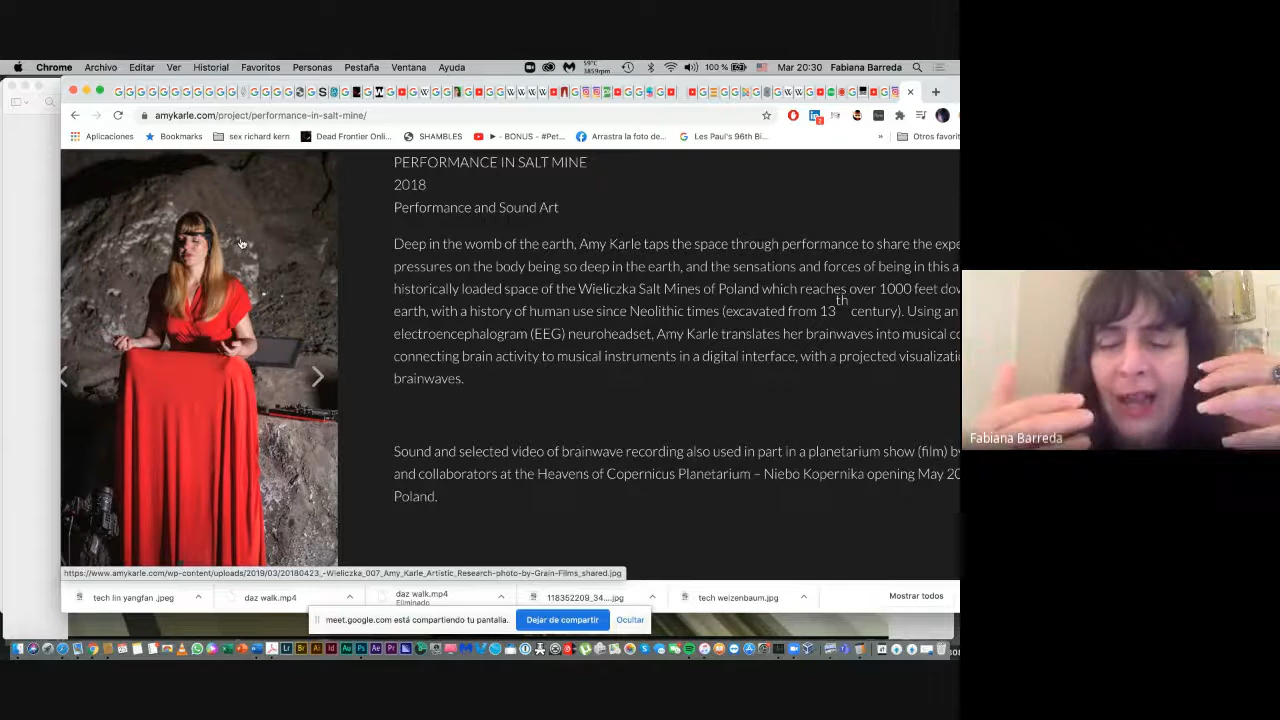 Chrome Archivo Editar Ver Historial Favoritos Personas Pestaña Ventana Ayuda
59°C
3859rpm
100 %
Mar 20:30 Fabiana Barreda
amykarle.com/project/performance-in-salt-mine/
Aplicaciones Bookmarks sex richard kern Dead Frontier Onli... SHAMBLES ► - BONUS - #Pet... Arrastra la foto de... Les Paul's 96th Bi... » Otros favorit
PERFORMANCE IN SALT MINE
2018
Performance and Sound Art
Deep in the womb of the earth, Amy Karle taps the space through performance to share the expe
pressures on the body being so deep in the earth, and the sensations and forces of being in this a
historically loaded space of the Wieliczka Salt Mines of Poland which reaches over 1000 feet do
earth, with a history of human use since Neolithic times (excavated from 13th century). Using an
electroencephalogram (EEG) neuroheadset, Amy Karle translates her brainwaves into musical co
connecting brain activity to musical instruments in a digital interface, with a projected visualizati
brainwaves.
Sound and selected video of brainwave recording also used in part in a planetarium show (film) b
and collaborators at the Heavens of Copernicus Planetarium – Niebo Kopernika opening May 20
Poland.
Fabiana Barreda
https://www.amykarle.com/wp-content/uploads/2019/03/20180423_-Wieliczka_007_Amy_Karle_Artistic_Research-photo-by-Grain-Films_shared.jpg
tech lin yangfan .jpeg daz walk.mp4 daz walk.mp4 118352209_34....jpg tech weizenbaum.jpg Mostrar todos
Eliminado
meet.google.com está compartiendo tu pantalla. Dejar de compartir Ocultar